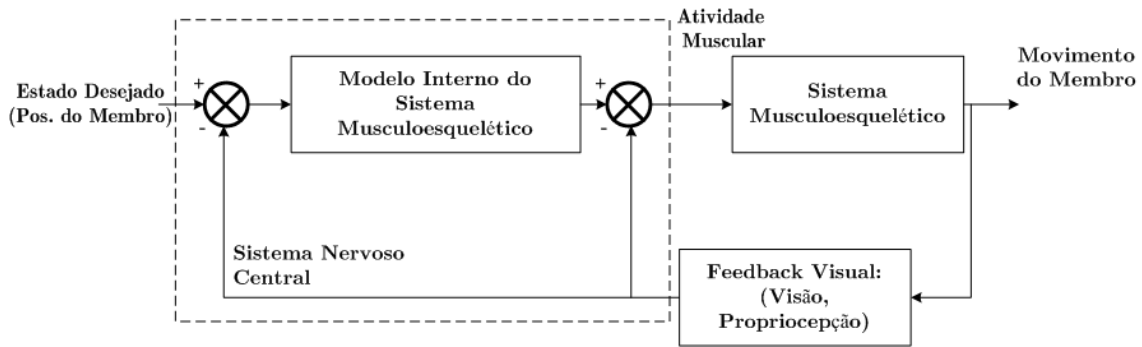 Atividade
Muscular
Movimento
do Membro
+
Estado Desejado
(Pos. do Membro)
-
Modelo Interno do
Sistema
Musculoesquelético
+
-
Sistema
Musculoesquelético
Sistema Nervoso
Central
Feedback Visual:
(Visão,
Propriocepção)